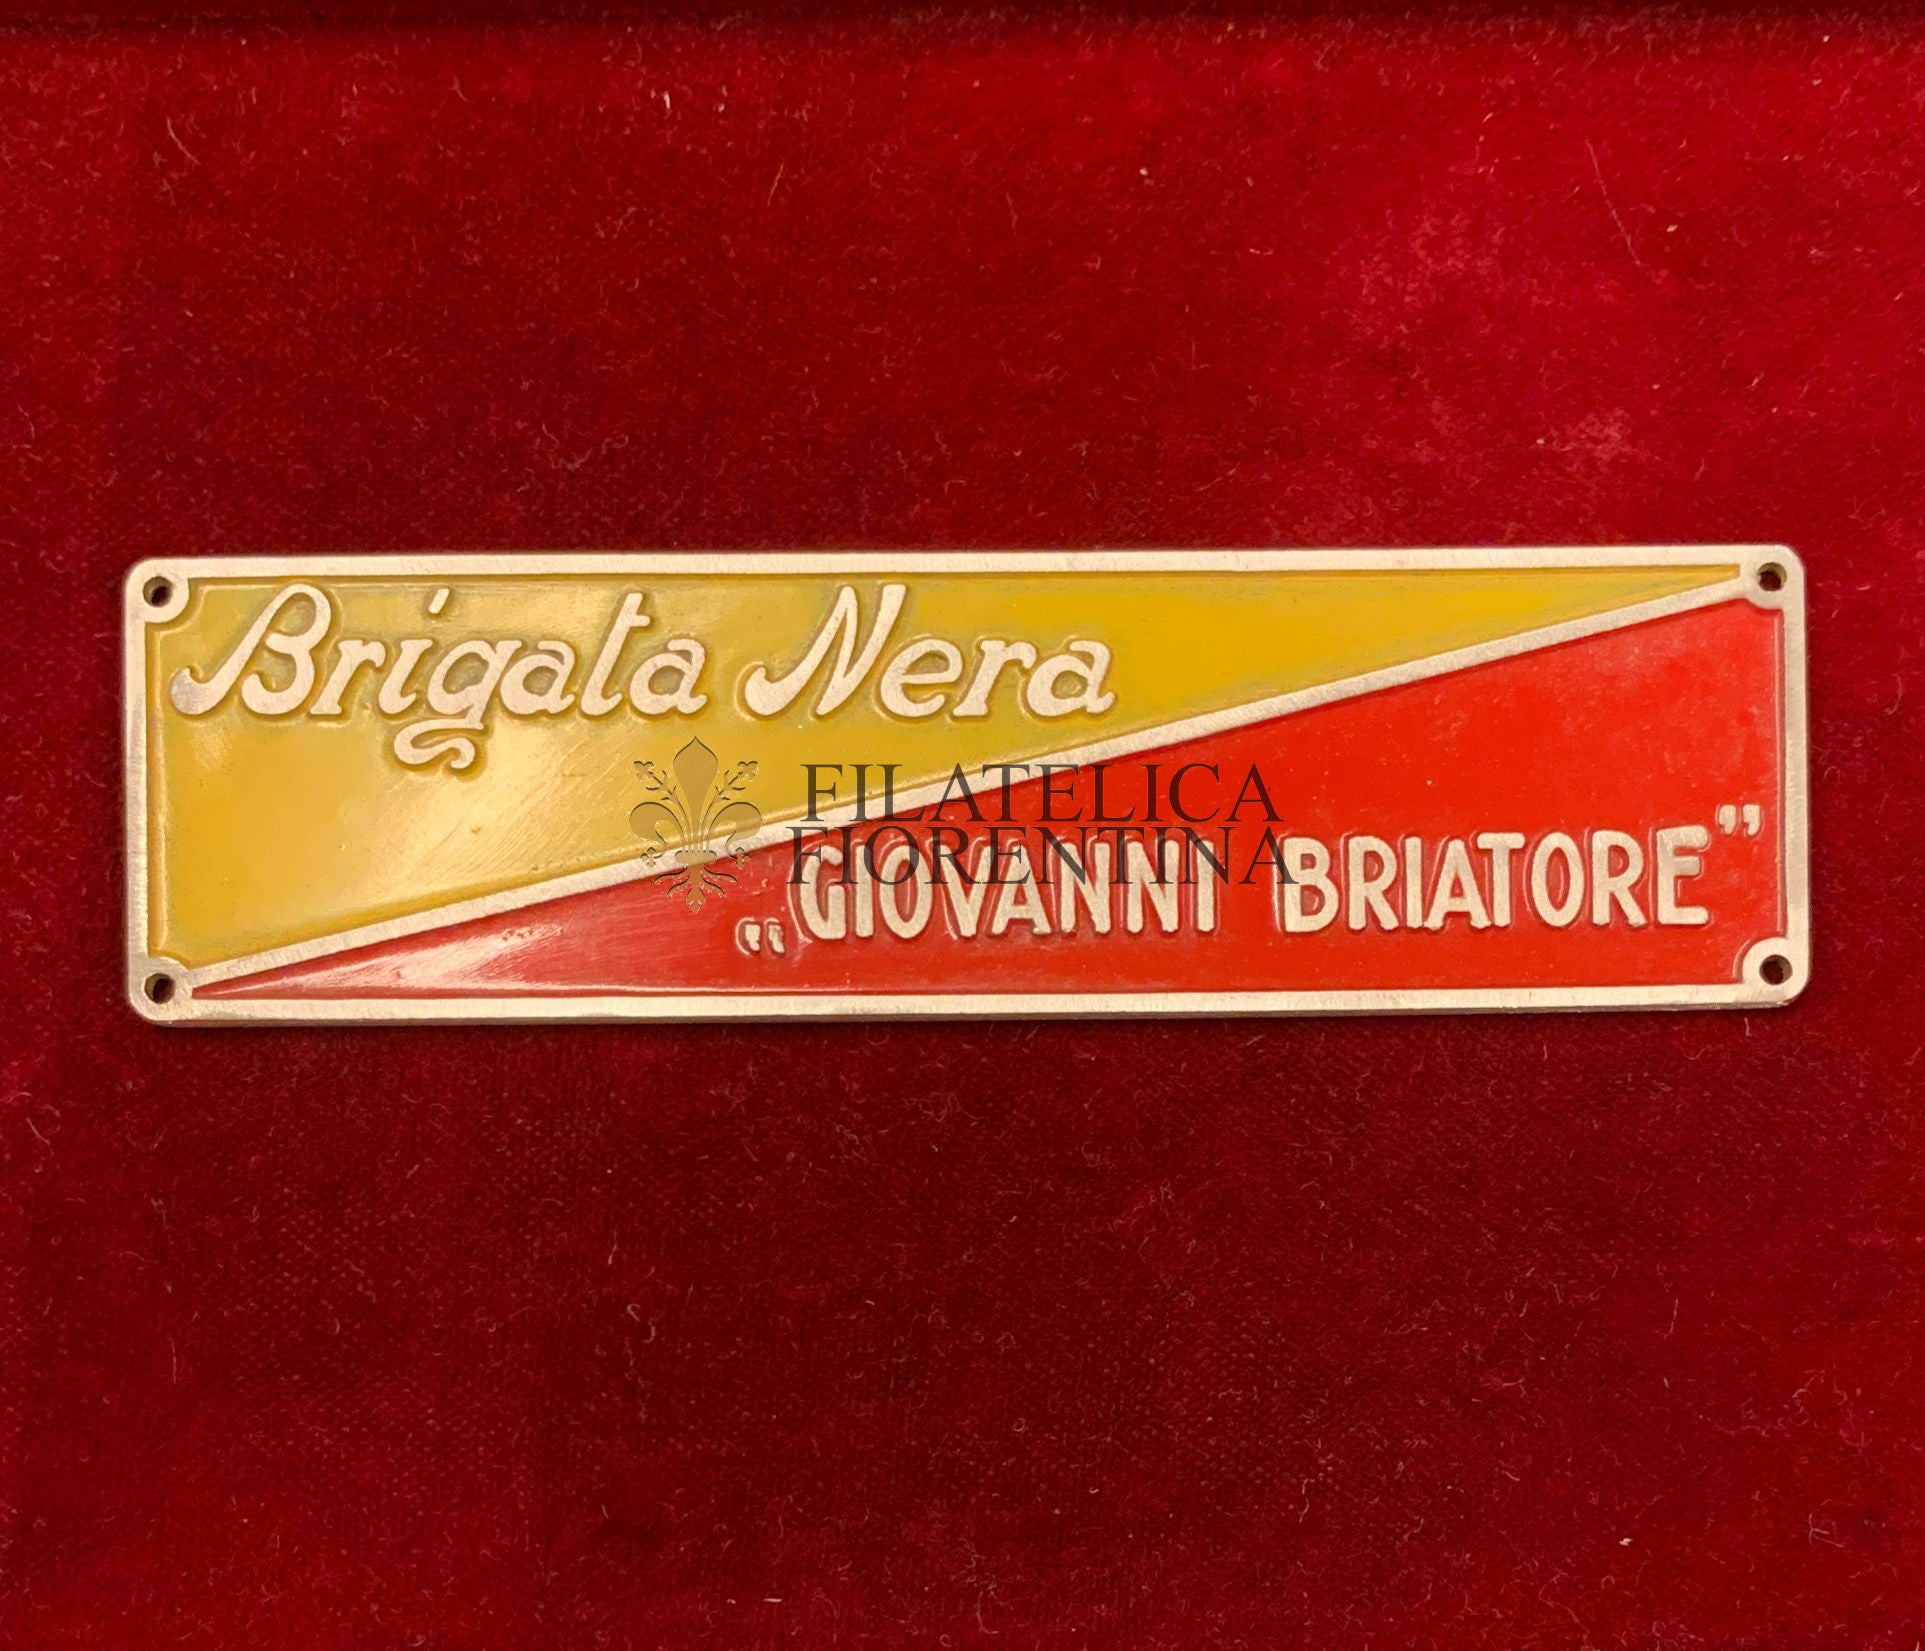 Brigata Nera
FILATELICA
FIORENTINA
„GIOVANNI BRIATORE”